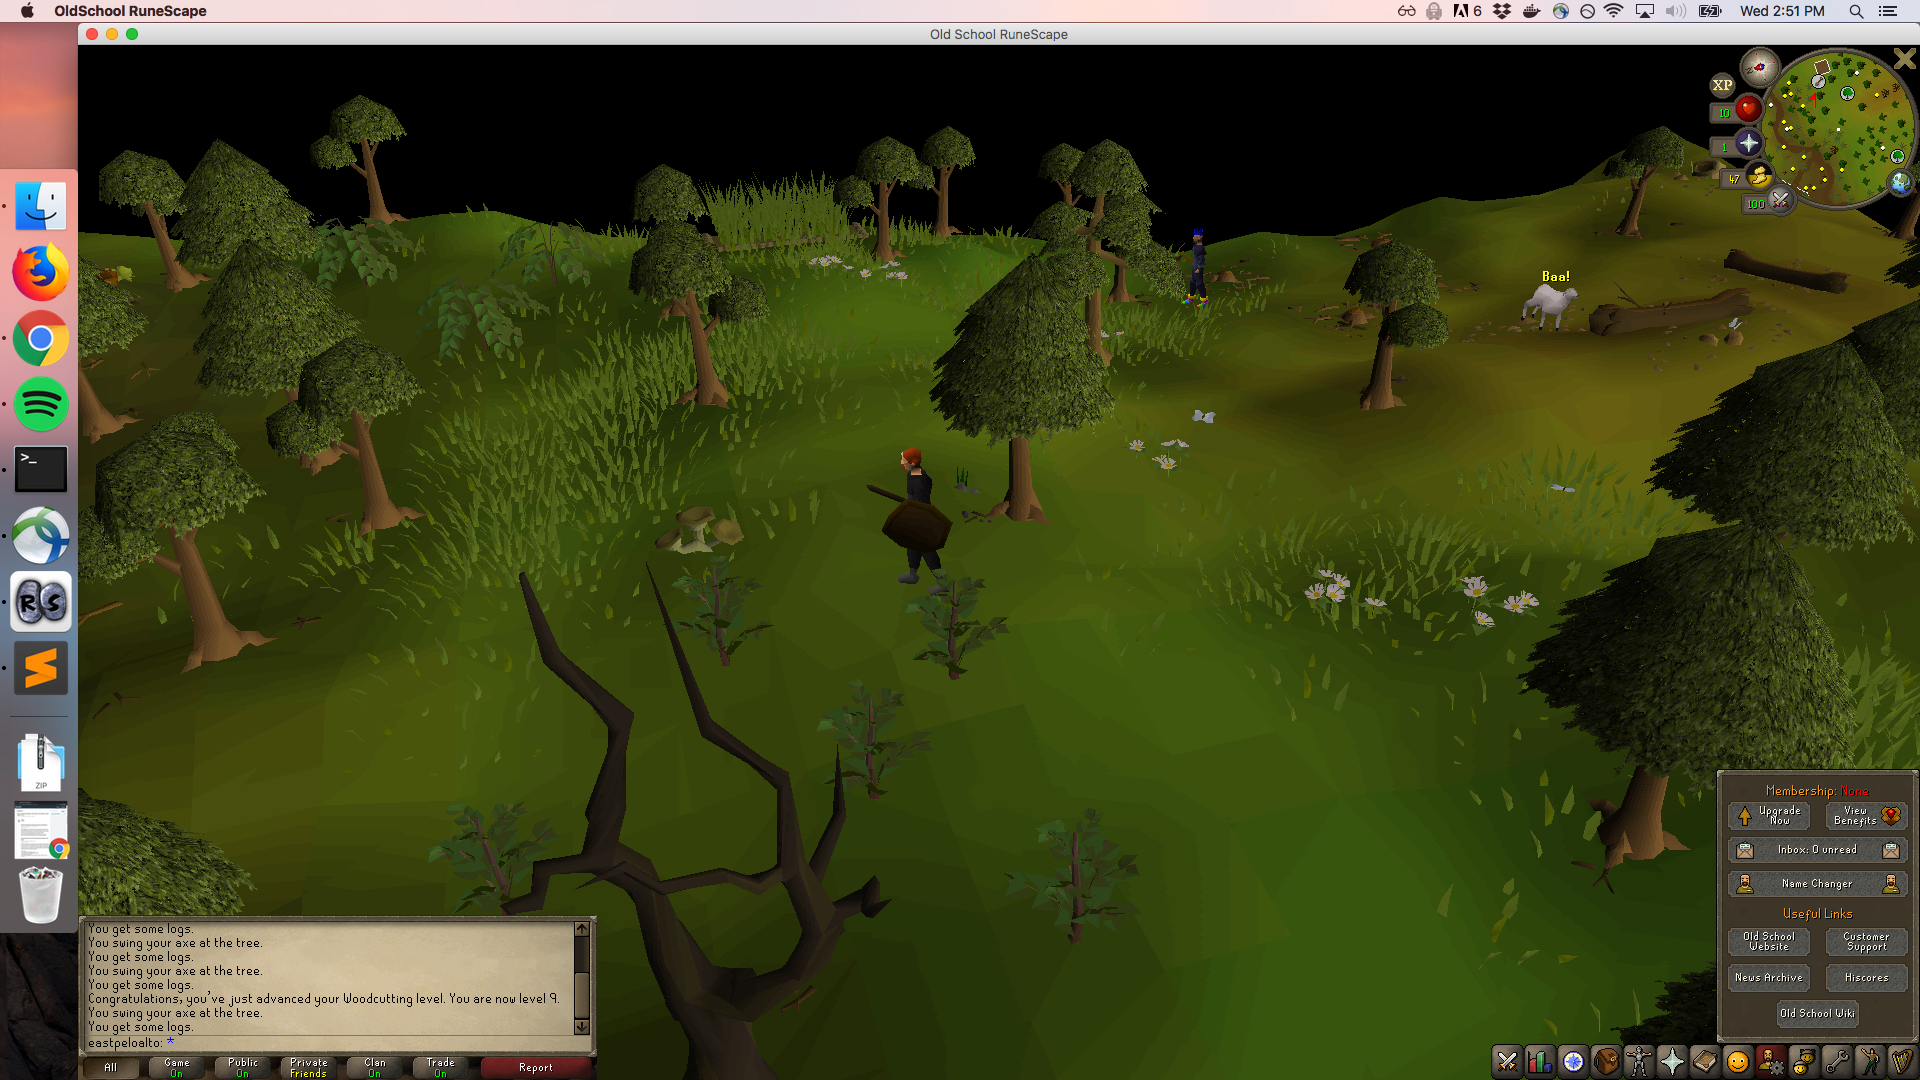 OldSchool RuneScape
6
Wed 2:51 PM
Old School RuneScape
XP
10
1
47
100
Baa!
>_
RS
ZIP
Membership: None
Upgrade Now
View Benefits
Inbox: 0 unread
Name Changer
Useful Links
Old School Website
Customer Support
News Archive
Hiscores
Old School Wiki
You get some logs.
You swing your axe at the tree.
You get some logs.
You swing your axe at the tree.
You get some logs.
Congratulations, you've just advanced your Woodcutting level. You are now level 9.
You swing your axe at the tree.
You get some logs.
eastpeloalto: *
All
Game On
Public On
Private Friends
Clan On
Trade On
Report